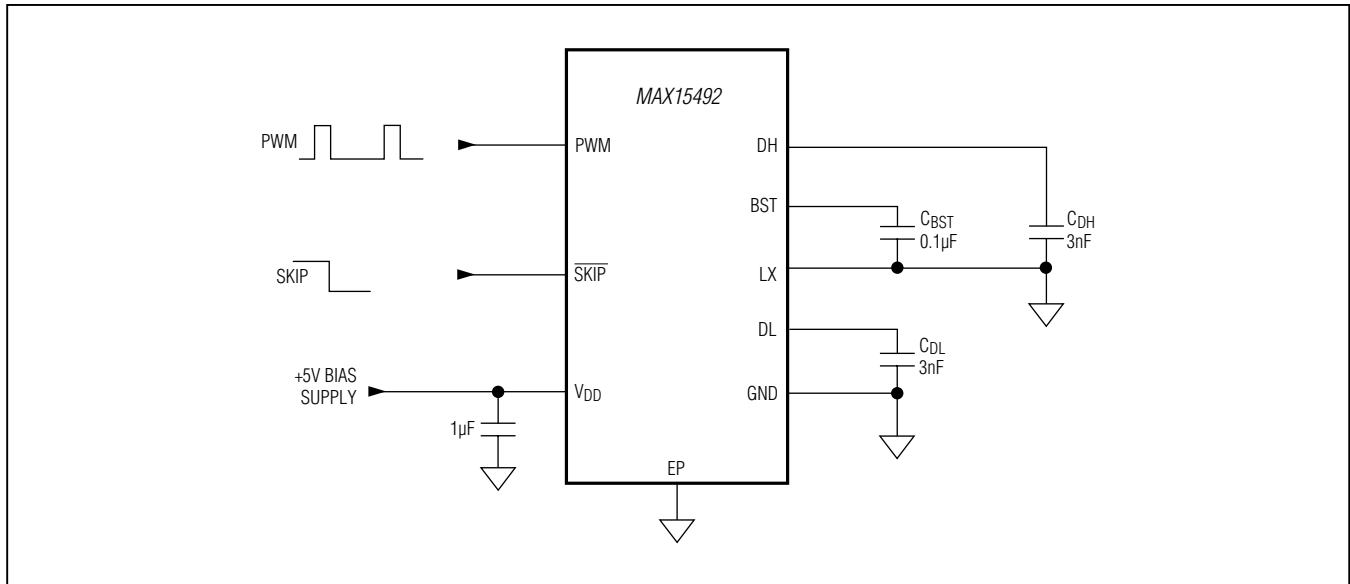 MAX15492
PWM
PWM
DH
BST
C_BST
0.1µF
C_DH
3nF
SKIP
S̅K̅I̅P̅
LX
DL
C_DL
3nF
+5V BIAS
SUPPLY
V_DD
GND
1µF
EP